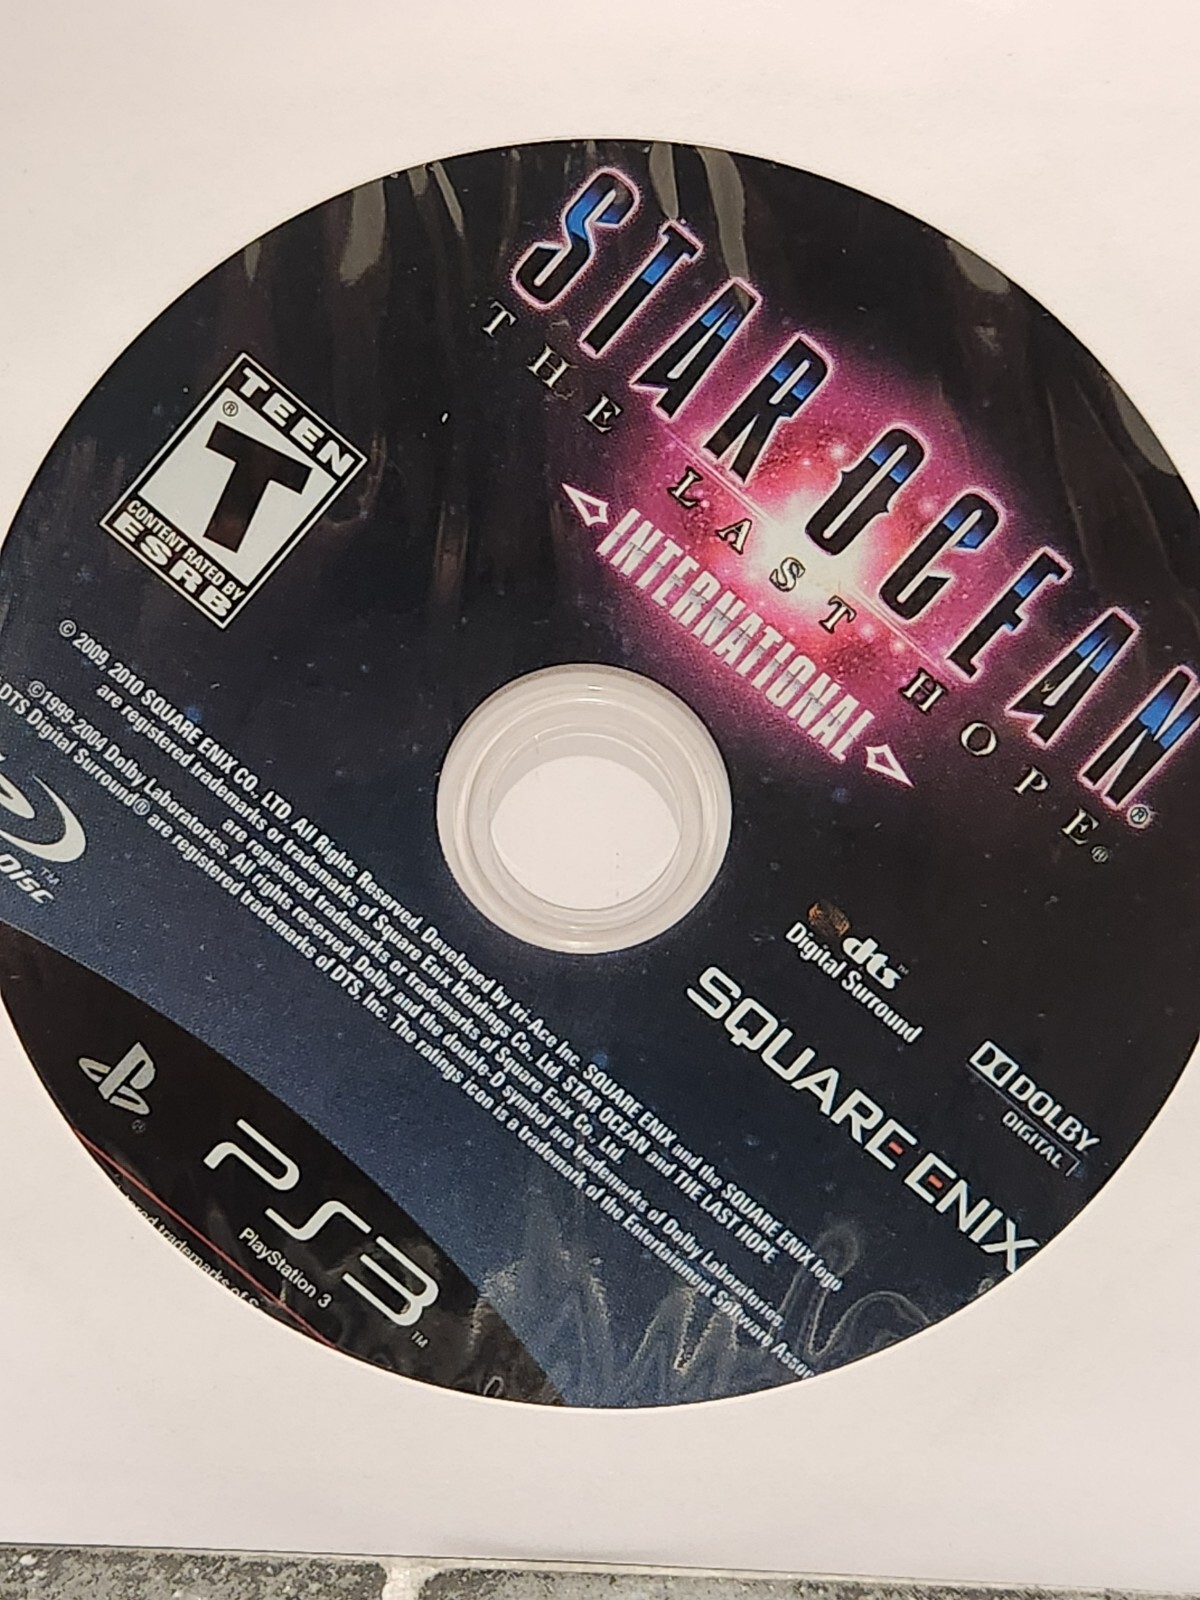 STAR OCEAN®
THE LAST HOPE®
INTERNATIONAL
TEEN
®
T
CONTENT RATED BY
ESRB
© 2009, 2010 SQUARE ENIX CO., LTD. All Rights Reserved. Developed by tri-Ace Inc. SQUARE ENIX and the SQUARE ENIX logo
are registered trademarks or trademarks of Square Enix Holdings Co., Ltd. STAR OCEAN and THE LAST HOPE
are registered trademarks or trademarks of Square Enix Co., Ltd.
©1999-2004 Dolby Laboratories. All rights reserved. Dolby and the double-D symbol are trademarks of Dolby Laboratories.
DTS Digital Surround® are registered trademarks of DTS, Inc. The ratings icon is a trademark of the Entertainment Software
DISC™
dts™
Digital Surround
SQUARE ENIX
DOLBY
DIGITAL
PS3™
PlayStation 3
trademarks of